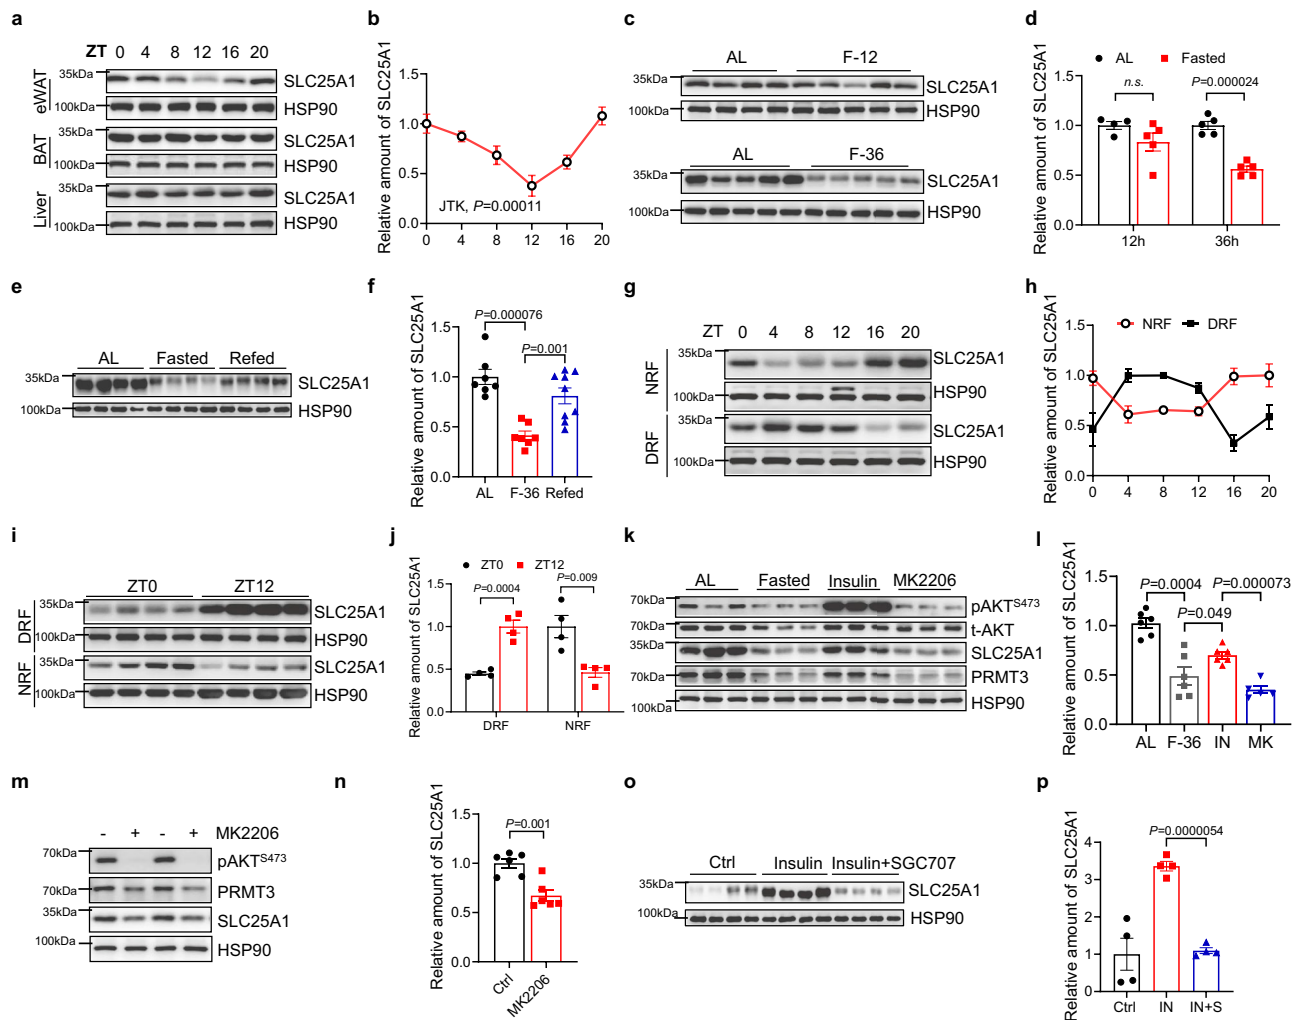 a
ZT 0 4 8 12 16 20
eWAT
35kDa
SLC25A1
100kDa
HSP90
BAT
35kDa
SLC25A1
100kDa
HSP90
Liver
35kDa
SLC25A1
100kDa
HSP90
b
Relative amount of SLC25A1
1.5
1.0
0.5
0.0
JTK, P=0.00011
0 4 8 12 16 20
c
AL F-12
35kDa
SLC25A1
100kDa
HSP90
AL F-36
35kDa
SLC25A1
100kDa
HSP90
d
AL Fasted
Relative amount of SLC25A1
1.5
1.0
0.5
0.0
n.s.
P=0.000024
12h 36h
e
AL Fasted Refed
35kDa
SLC25A1
100kDa
HSP90
f
Relative amount of SLC25A1
1.5
1.0
0.5
0.0
P=0.000076
P=0.001
AL F-36 Refed
g
ZT 0 4 8 12 16 20
NRF
35kDa
SLC25A1
100kDa
HSP90
DRF
35kDa
SLC25A1
100kDa
HSP90
h
NRF DRF
Relative amount of SLC25A1
1.5
1.0
0.5
0.0
0 4 8 12 16 20
i
ZT0 ZT12
DRF
35kDa
SLC25A1
100kDa
HSP90
NRF
35kDa
SLC25A1
100kDa
HSP90
j
ZT0 ZT12
Relative amount of SLC25A1
1.5
1.0
0.5
0.0
P=0.0004
P=0.009
DRF NRF
k
AL Fasted Insulin MK2206
70kDa
pAKTS473
70kDa
t-AKT
35kDa
SLC25A1
70kDa
PRMT3
100kDa
HSP90
l
Relative amount of SLC25A1
1.5
1.0
0.5
0.0
P=0.0004
P=0.000073
P=0.049
AL F-36 IN MK
m
- + - + MK2206
70kDa
pAKTS473
70kDa
PRMT3
35kDa
SLC25A1
100kDa
HSP90
n
Relative amount of SLC25A1
1.5
1.0
0.5
0.0
P=0.001
Ctrl MK2206
o
Ctrl Insulin Insulin+SGC707
35kDa
SLC25A1
100kDa
HSP90
p
Relative amount of SLC25A1
4
3
2
1
0
P=0.0000054
Ctrl IN IN+S